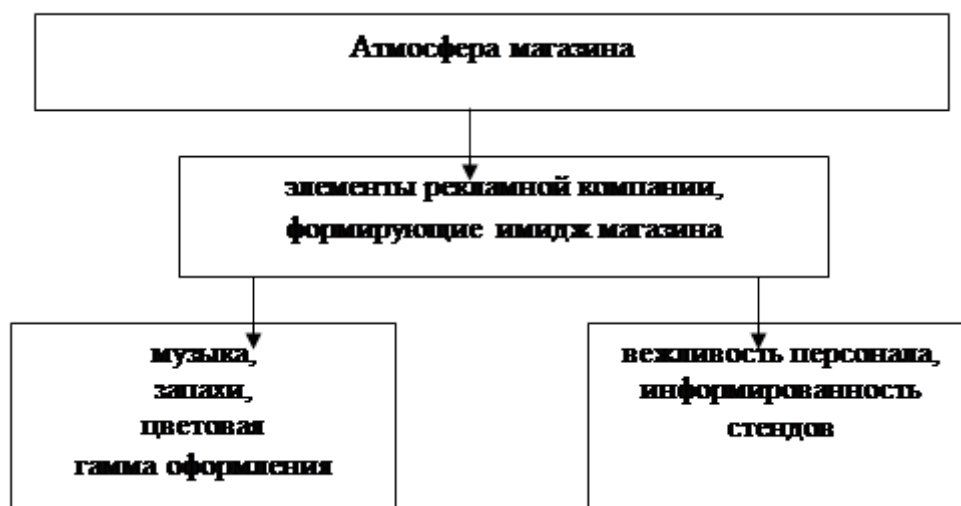 Атмосфера магазина
элементы рекламной компании,
формирующие имидж магазина
музыка,
запахи,
цветовая
гамма оформления
вежливость персонала,
информированность
стендов